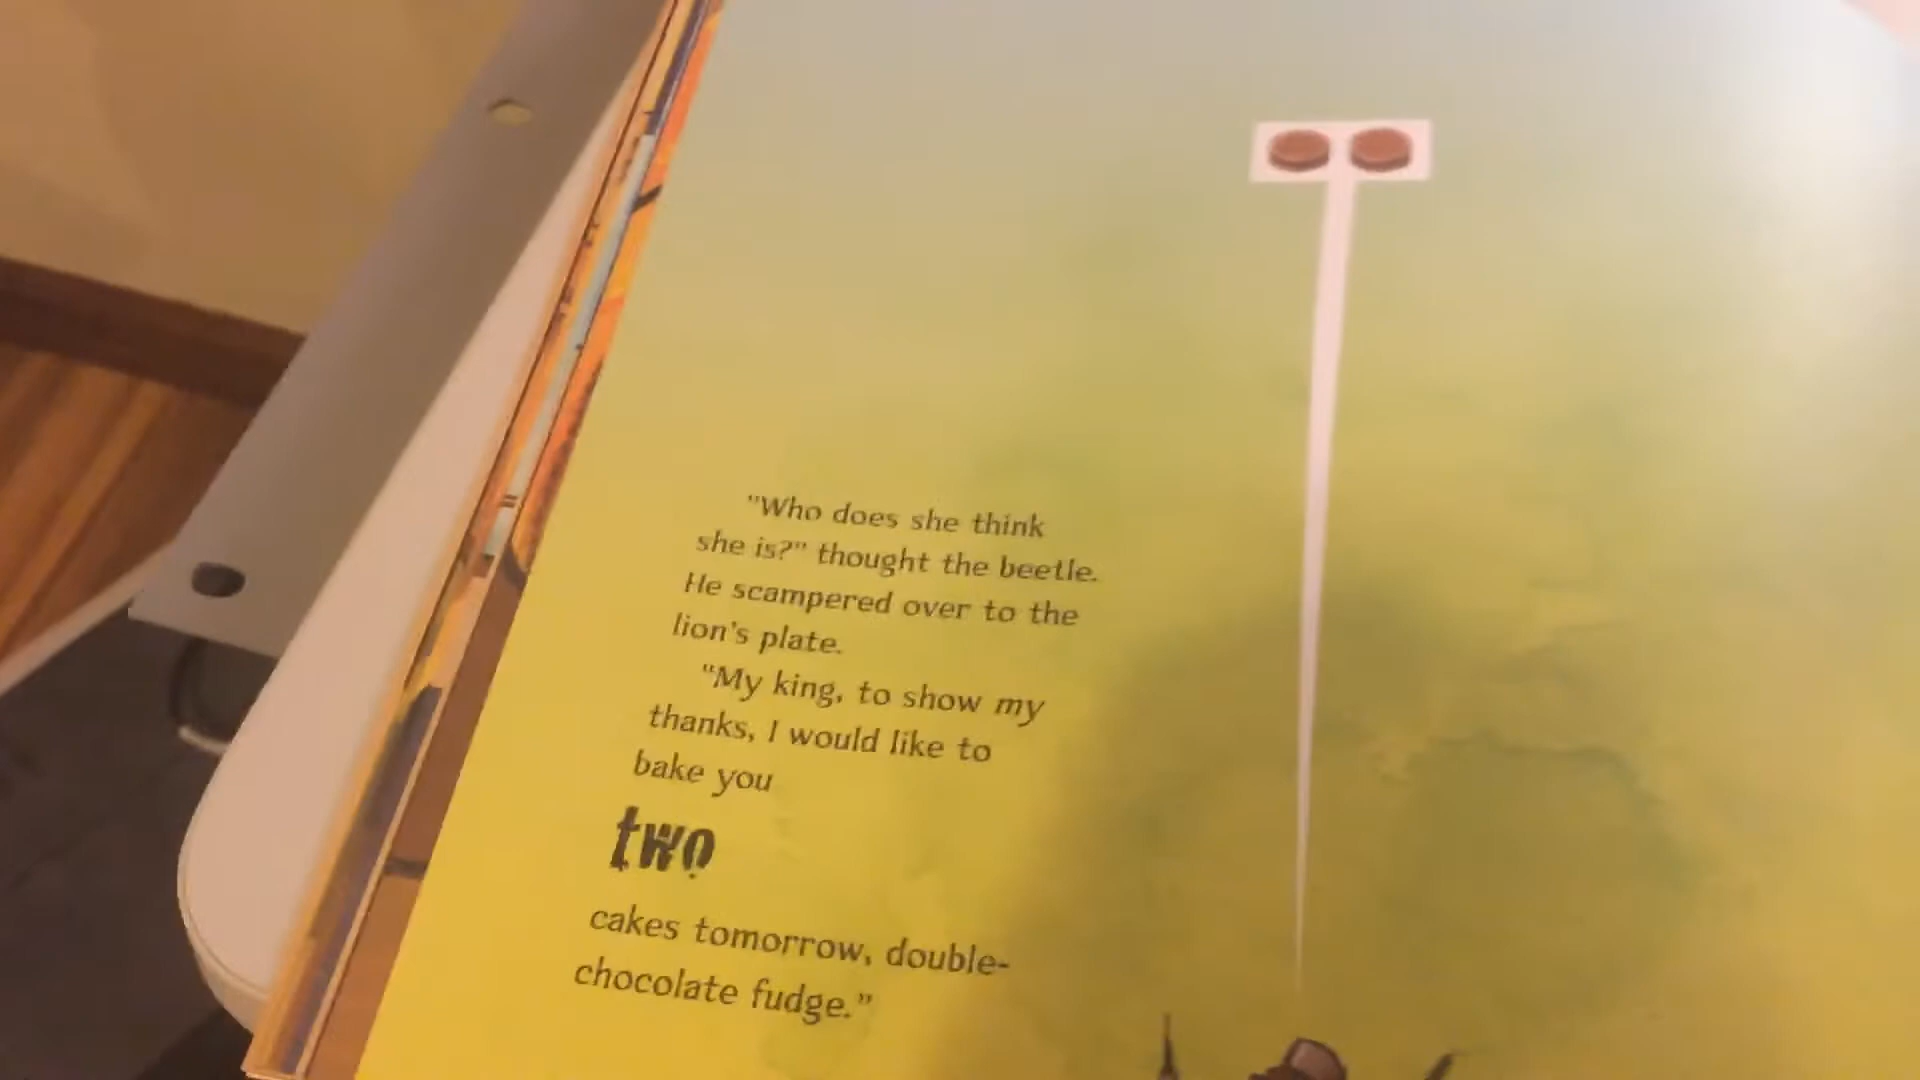 "Who does she think
she is?" thought the beetle.
He scampered over to the
lion's plate.
"My king, to show my
thanks, I would like to
bake you
two
cakes tomorrow, double-
chocolate fudge."